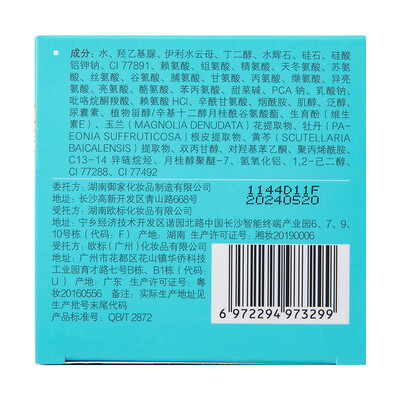 成分：水、羟乙基脲、伊利水云母、丁二醇、水辉石、硅石、硅酸
铝钾钠、CI 77891、赖氨酸、组氨酸、精氨酸、天冬氨酸、苏氨
酸、丝氨酸、谷氨酸、脯氨酸、甘氨酸、丙氨酸、缬氨酸、异亮
氨酸、亮氨酸、酪氨酸、苯丙氨酸、甜菜碱、PCA 钠、乳酸钠、
吡咯烷酮羧酸、赖氨酸 HCl、辛酰甘氨酸、烟酰胺、肌醇、泛醇、
尿囊素、植物甾醇/辛基十二醇月桂酰谷氨酸酯、生育酚（维生
素E）、玉兰（MAGNOLIA DENUDATA）花提取物、牡丹（PA-
EONIA SUFFRUTICOSA）根皮提取物、黄芩（SCUTELLARIA
BAICALENSIS）提取物、双丙甘醇、对羟基苯乙酮、聚丙烯酰胺、
C13-14 异链烷烃、月桂醇聚醚-7、氢氧化铝、1,2-己二醇、
CI 77288、CI 77492
委托方：湖南御家化妆品制造有限公司
地址：长沙高新开发区青山路668号
1144D11F
20240520
受托方：湖南欧标化妆品有限公司
地址：宁乡经济技术开发区谐园北路中国长沙智能终端产业园6、7、9、
10号栋（代码：F） 产地：湖南 生产许可证号：湘妆20190006
受托方：欧标（广州）化妆品有限公司
地址：广州市花都区花山镇华侨科技
工业园育才路七号B栋、B1栋（代码：
U） 产地：广东 生产许可证号：粤
妆20160556 备注：实际生产地址见
生产批号末尾代码
产品标准编号：QB/T 2872
6 972294 973299